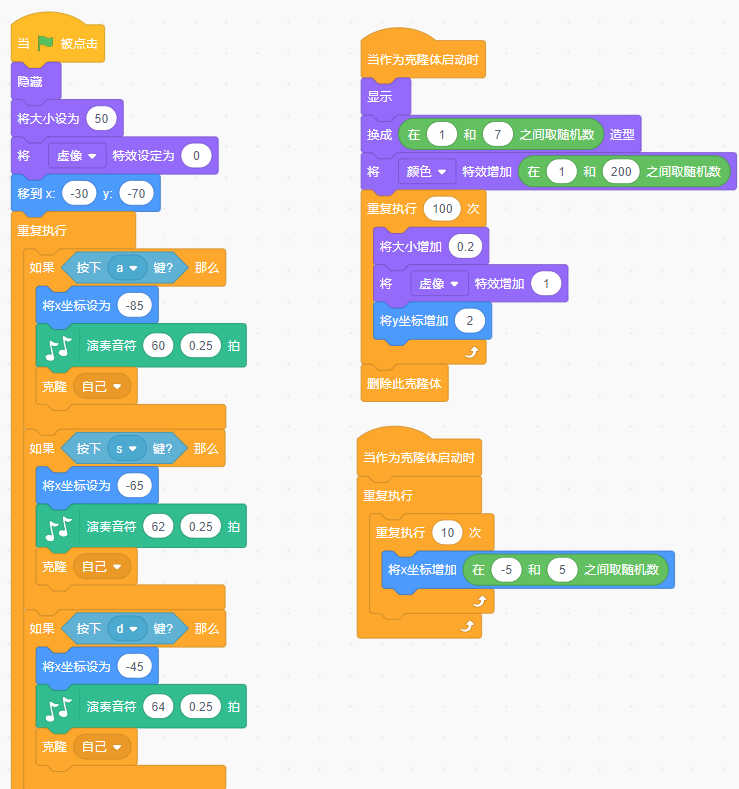 当 被点击
隐藏
将大小设为 50
将 虚像 特效设定为 0
移到 x: -30 y: -70
重复执行
如果 按下 a 键? 那么
将x坐标设为 -85
演奏音符 60 0.25 拍
克隆 自己
如果 按下 s 键? 那么
将x坐标设为 -65
演奏音符 62 0.25 拍
克隆 自己
如果 按下 d 键? 那么
将x坐标设为 -45
演奏音符 64 0.25 拍
克隆 自己
当作为克隆体启动时
显示
换成 在 1 和 7 之间取随机数 造型
将 颜色 特效增加 在 1 和 200 之间取随机数
重复执行 100 次
将大小增加 0.2
将 虚像 特效增加 1
将y坐标增加 2
删除此克隆体
当作为克隆体启动时
重复执行
重复执行 10 次
将x坐标增加 在 -5 和 5 之间取随机数